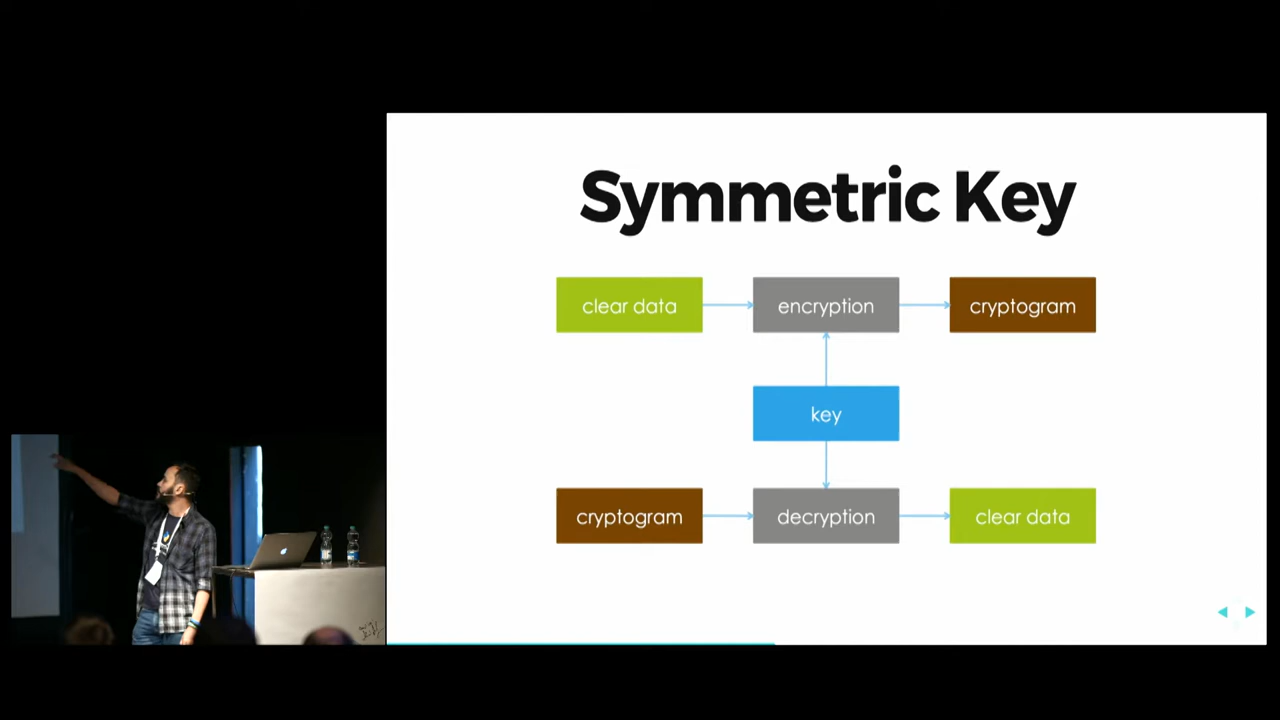 Symmetric Key
clear data
encryption
cryptogram
key
cryptogram
decryption
clear data